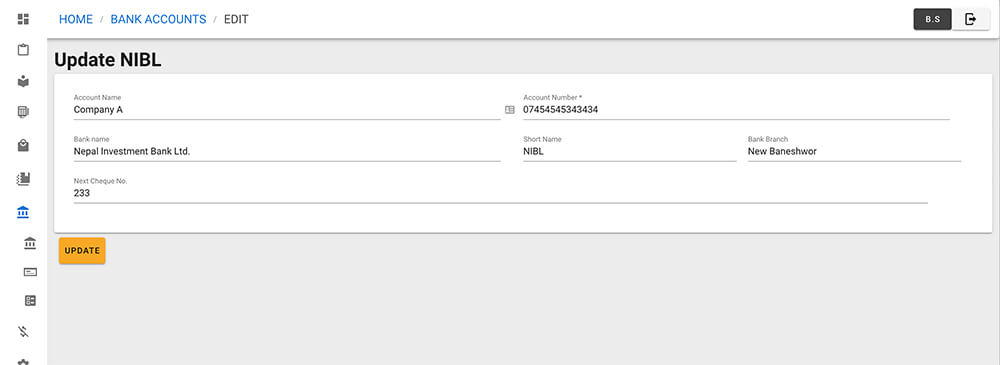 HOME / BANK ACCOUNTS / EDIT
B.S
Update NIBL
Account Name
Company A
Account Number *
07454545343434
Bank name
Nepal Investment Bank Ltd.
Short Name
NIBL
Bank Branch
New Baneshwor
Next Cheque No.
233
UPDATE